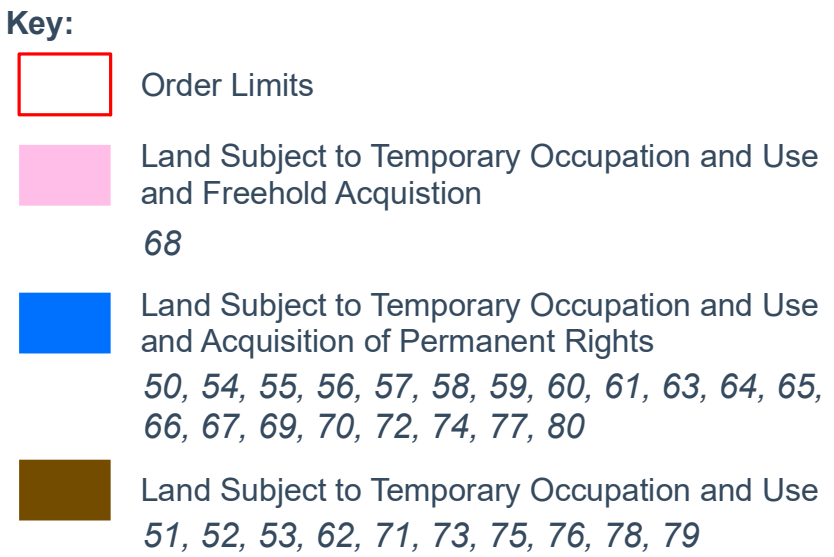 Key:
Order Limits
Land Subject to Temporary Occupation and Use
and Freehold Acquistion
68
Land Subject to Temporary Occupation and Use
and Acquisition of Permanent Rights
50, 54, 55, 56, 57, 58, 59, 60, 61, 63, 64, 65,
66, 67, 69, 70, 72, 74, 77, 80
Land Subject to Temporary Occupation and Use
51, 52, 53, 62, 71, 73, 75, 76, 78, 79